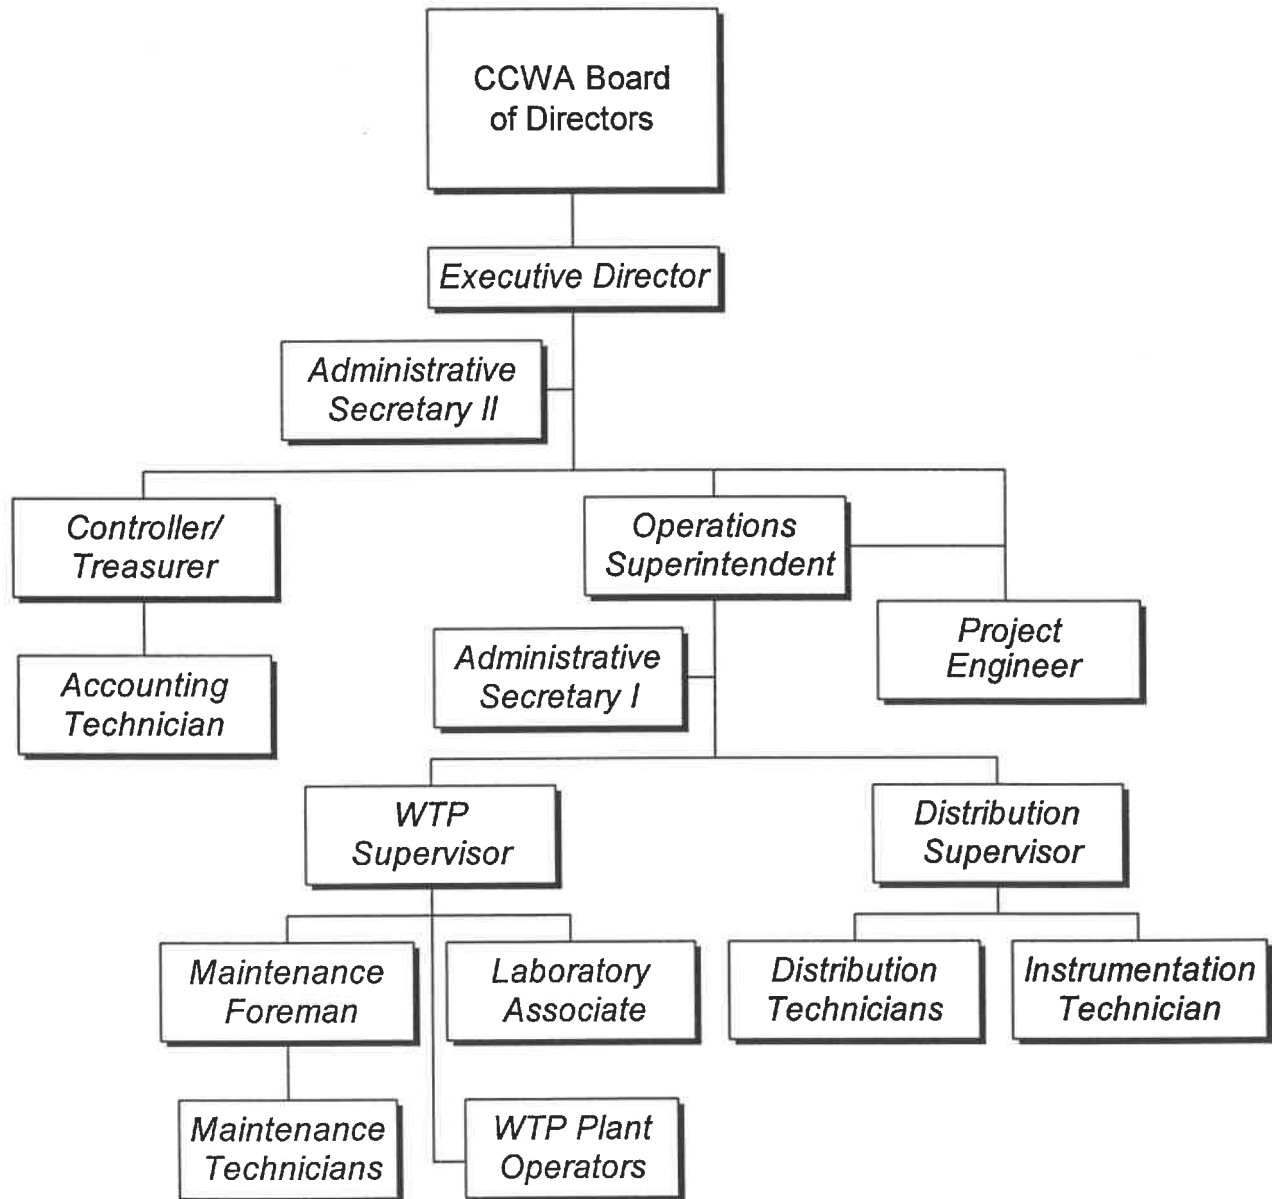 CCWA Board
of Directors
Executive Director
Administrative
Secretary II
Controller/
Treasurer
Operations
Superintendent
Project
Engineer
Accounting
Technician
Administrative
Secretary I
WTP
Supervisor
Distribution
Supervisor
Maintenance
Foreman
Laboratory
Associate
Distribution
Technicians
Instrumentation
Technician
Maintenance
Technicians
WTP Plant
Operators